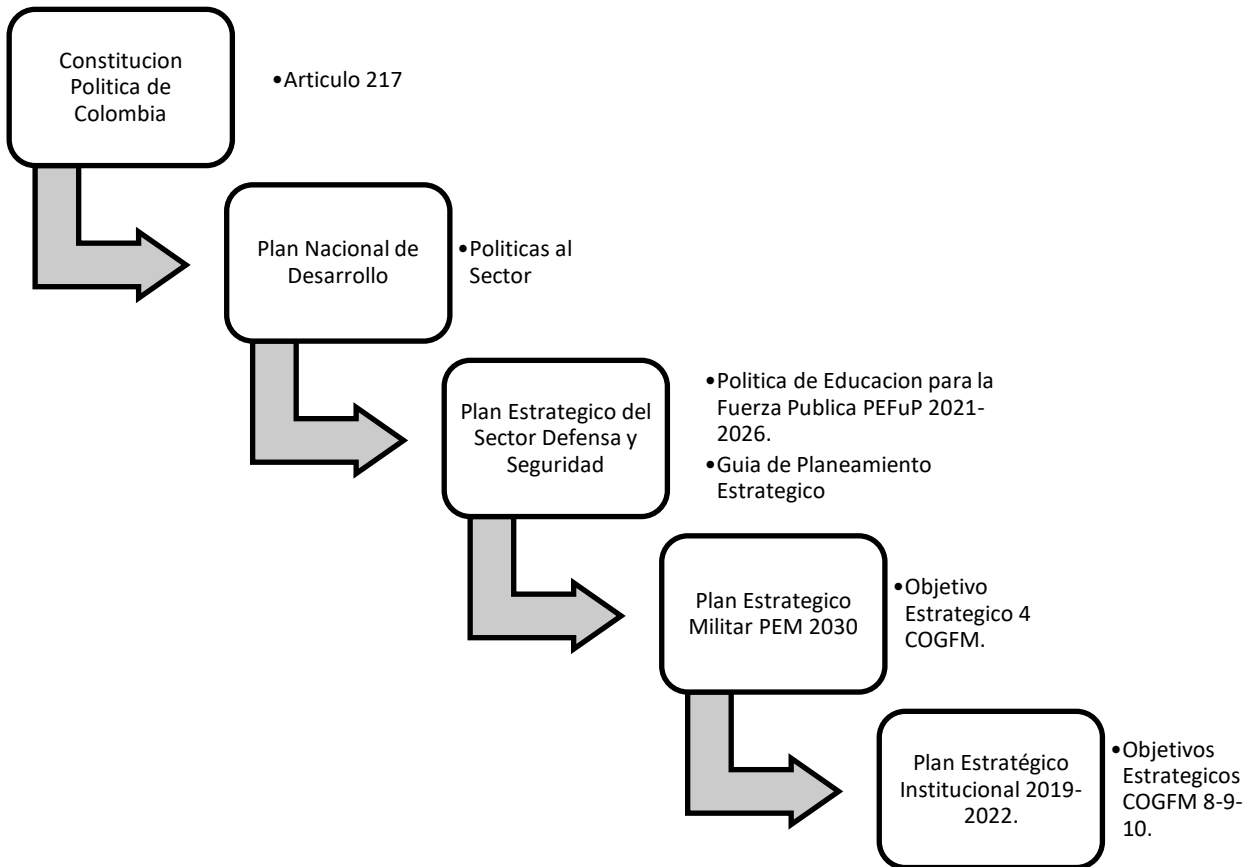 Constitucion
Politica de
Colombia
•Articulo 217
Plan Nacional de
Desarrollo
•Politicas al
Sector
Plan Estrategico del
Sector Defensa y
Seguridad
•Politica de Educacion para la
Fuerza Publica PEFuP 2021-
2026.
•Guia de Planeamiento
Estrategico
Plan Estrategico
Militar PEM 2030
•Objetivo
Estrategico 4
COGFM.
Plan Estratégico
Institucional 2019-
2022.
•Objetivos
Estrategicos
COGFM 8-9-
10.